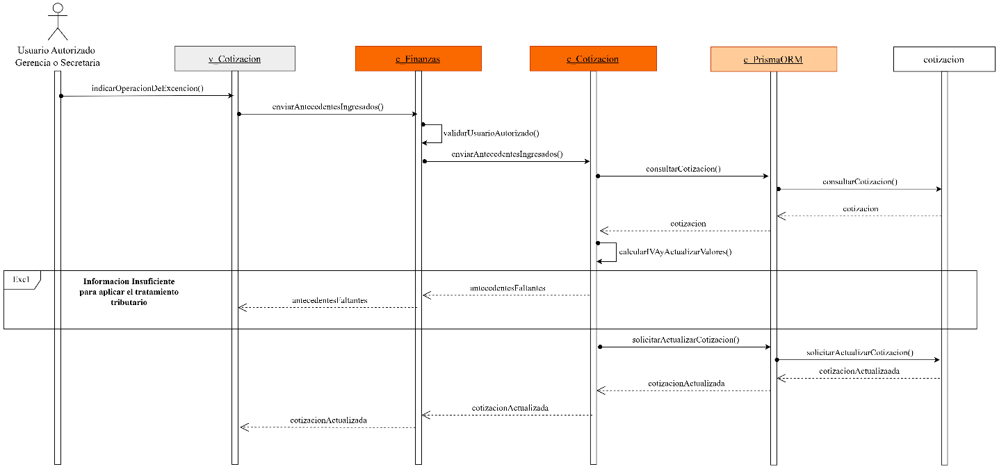 Usuario Autorizado
Gerencia o Secretaria
v_Cotizacion
c_Finanzas
c_Cotizacion
c_PrismaORM
cotizacion
indicarOperacionDeExcencion()
enviarAntecedentesIngresados()
validarUsuarioAutorizado()
enviarAntecedentesIngresados()
consultarCotizacion()
consultarCotizacion()
cotizacion
cotizacion
calcularIVAyActualizarValores()
Exc1
Informacion Insuficiente
para aplicar el tratamiento
tributario
antecedentesFaltantes
antecedentesFaltantes
solicitarActualizarCotizacion()
solicitarActualizarCotizacion()
cotizacionActualizaada
cotizacionActualizada
cotizacionActualizada
cotizacionActualizada